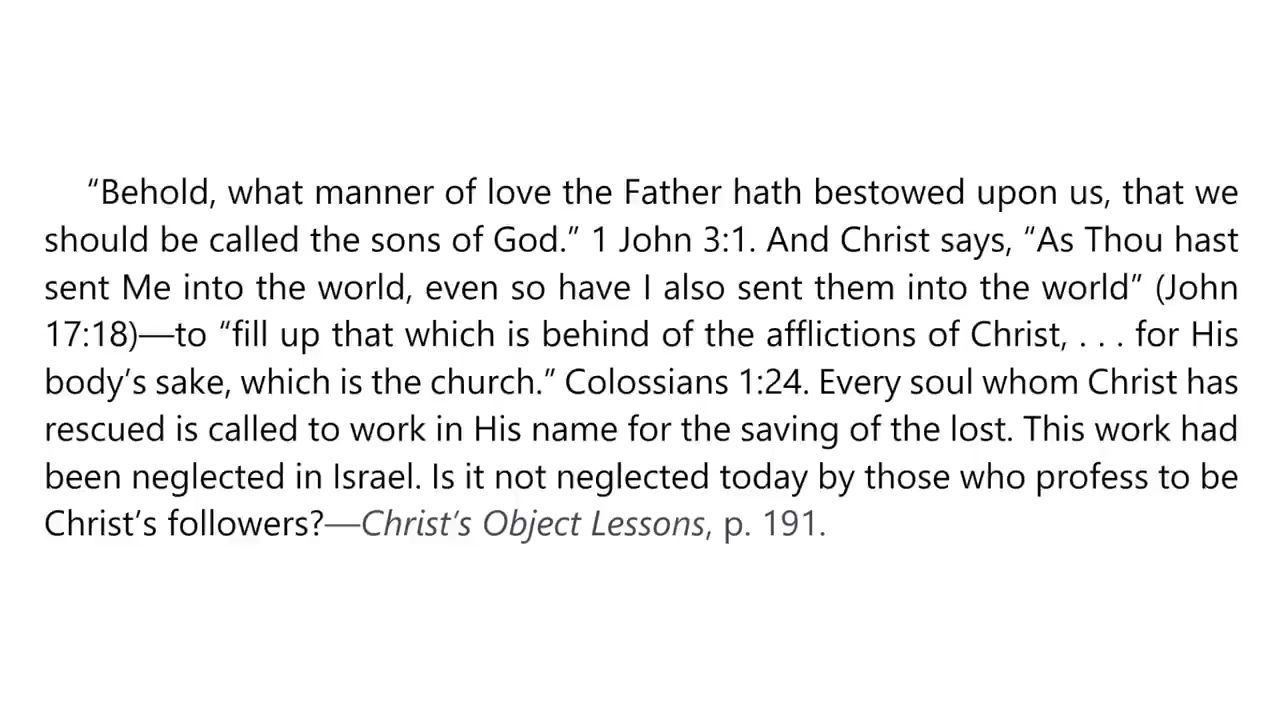 “Behold, what manner of love the Father hath bestowed upon us, that we
should be called the sons of God.” 1 John 3:1. And Christ says, “As Thou hast
sent Me into the world, even so have I also sent them into the world” (John
17:18)—to “fill up that which is behind of the afflictions of Christ, . . . for His
body’s sake, which is the church.” Colossians 1:24. Every soul whom Christ has
rescued is called to work in His name for the saving of the lost. This work had
been neglected in Israel. Is it not neglected today by those who profess to be
Christ’s followers?—Christ’s Object Lessons, p. 191.